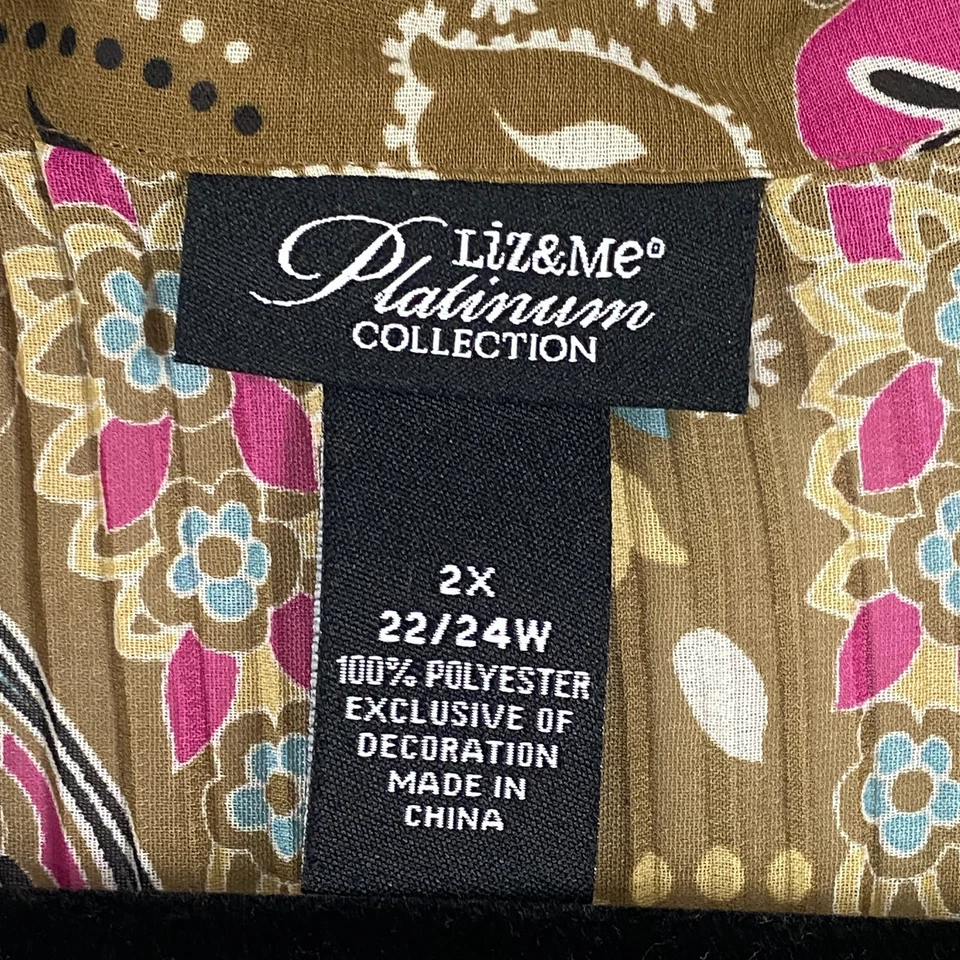 Liz&Me®
Platinum
COLLECTION
2X
22/24W
100% POLYESTER
EXCLUSIVE OF
DECORATION
MADE IN
CHINA